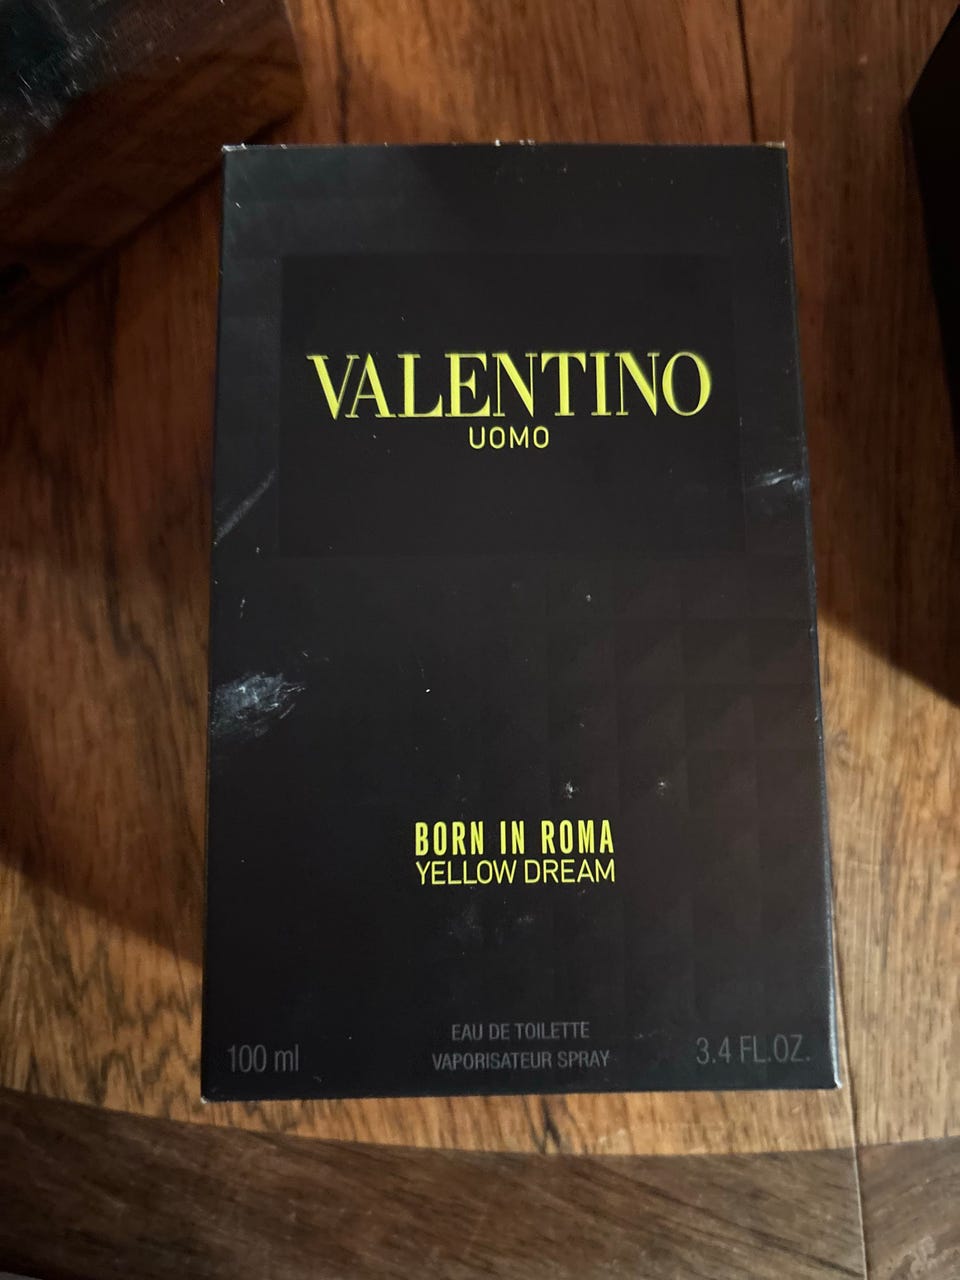 VALENTINO
UOMO
BORN IN ROMA
YELLOW DREAM
EAU DE TOILETTE
100 ml VAPORISATEUR SPRAY 3.4 FL.OZ.